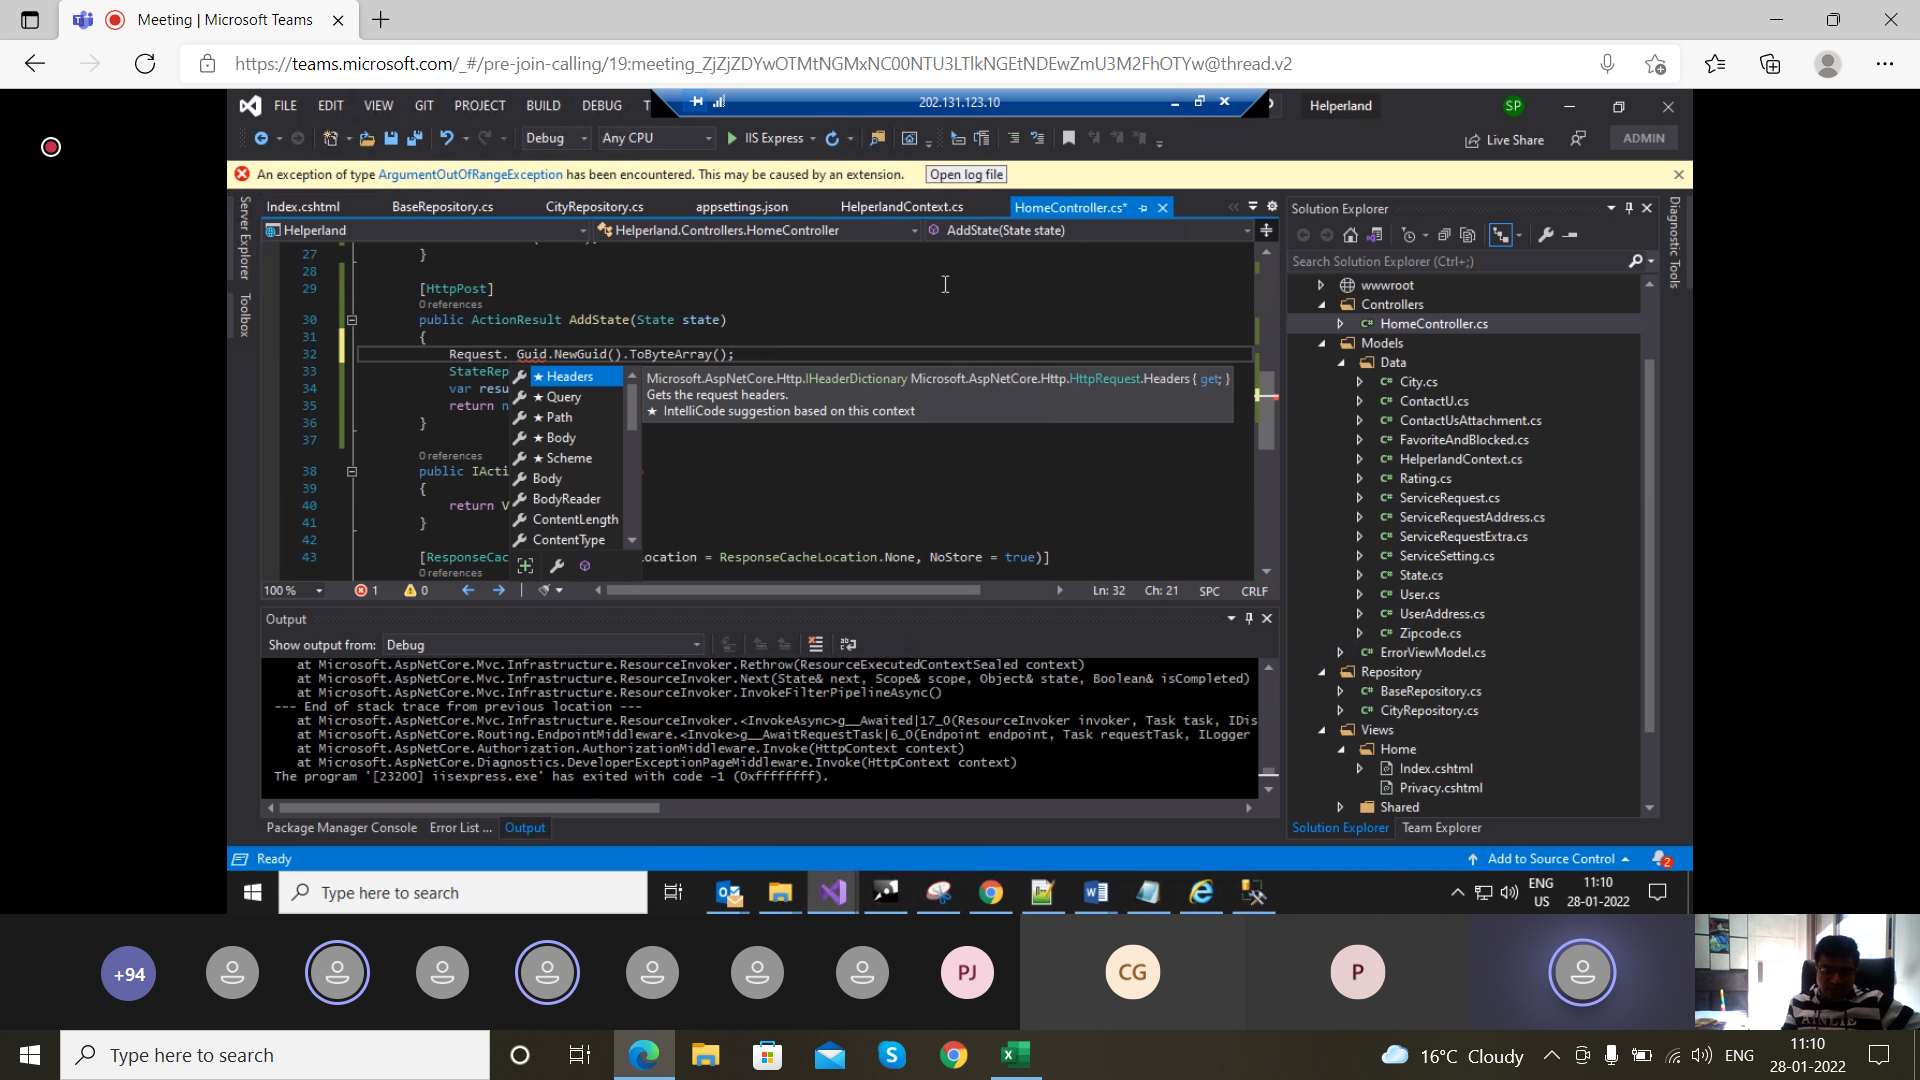 Meeting | Microsoft Teams
https://teams.microsoft.com/_#/pre-join-calling/19:meeting_ZjZjZDYwOTMtNGMxNC00NTU3LTlkNGEtNDEwZmU3M2FhOTYw@thread.v2
FILE EDIT VIEW GIT PROJECT BUILD DEBUG T
202.131.123.10
Helperland
SP
Debug
Any CPU
IIS Express
Live Share
ADMIN
An exception of type ArgumentOutOfRangeException has been encountered. This may be caused by an extension.
Open log file
Server Explorer
Toolbox
Index.cshtml BaseRepository.cs CityRepository.cs appsettings.json HelperlandContext.cs HomeController.cs*
Helperland
Helperland.Controllers.HomeController
AddState(State state)
27 }
28
29 [HttpPost]
0 references
30 public ActionResult AddState(State state)
31 {
32 Request. Guid.NewGuid().ToByteArray();
33 StateRep
34 var resu
35 return n
36 }
37
0 references
38 public IActi
39 {
40 return V
41 }
42
43 [ResponseCac Location = ResponseCacheLocation.None, NoStore = true)]
0 references
★ Headers
★ Query
★ Path
★ Body
★ Scheme
Body
BodyReader
ContentLength
ContentType
Microsoft.AspNetCore.Http.IHeaderDictionary Microsoft.AspNetCore.Http.HttpRequest.Headers { get; }
Gets the request headers.
★ IntelliCode suggestion based on this context
100 %
1
0
Ln: 32 Ch: 21 SPC CRLF
Output
Show output from: Debug
at Microsoft.AspNetCore.Mvc.Infrastructure.ResourceInvoker.Rethrow(ResourceExecutedContextSealed context)
at Microsoft.AspNetCore.Mvc.Infrastructure.ResourceInvoker.Next(State& next, Scope& scope, Object& state, Boolean& isCompleted)
at Microsoft.AspNetCore.Mvc.Infrastructure.ResourceInvoker.InvokeFilterPipelineAsync()
--- End of stack trace from previous location ---
at Microsoft.AspNetCore.Mvc.Infrastructure.ResourceInvoker.<InvokeAsync>g__Awaited|17_0(ResourceInvoker invoker, Task task, IDis
at Microsoft.AspNetCore.Routing.EndpointMiddleware.<Invoke>g__AwaitRequestTask|6_0(Endpoint endpoint, Task requestTask, ILogger
at Microsoft.AspNetCore.Authorization.AuthorizationMiddleware.Invoke(HttpContext context)
at Microsoft.AspNetCore.Diagnostics.DeveloperExceptionPageMiddleware.Invoke(HttpContext context)
The program '[23200] iisexpress.exe' has exited with code -1 (0xffffffff).
Package Manager Console Error List ... Output
Solution Explorer
Search Solution Explorer (Ctrl+;)
wwwroot
Controllers
C# HomeController.cs
Models
Data
C# City.cs
C# ContactU.cs
C# ContactUsAttachment.cs
C# FavoriteAndBlocked.cs
C# HelperlandContext.cs
C# Rating.cs
C# ServiceRequest.cs
C# ServiceRequestAddress.cs
C# ServiceRequestExtra.cs
C# ServiceSetting.cs
C# State.cs
C# User.cs
C# UserAddress.cs
C# Zipcode.cs
C# ErrorViewModel.cs
Repository
C# BaseRepository.cs
C# CityRepository.cs
Views
Home
Index.cshtml
Privacy.cshtml
Shared
Solution Explorer Team Explorer
Diagnostic Tools
Ready
Add to Source Control
2
Type here to search
ENG
US
11:10
28-01-2022
+94
PJ
CG
P
Type here to search
16°C Cloudy
ENG
11:10
28-01-2022